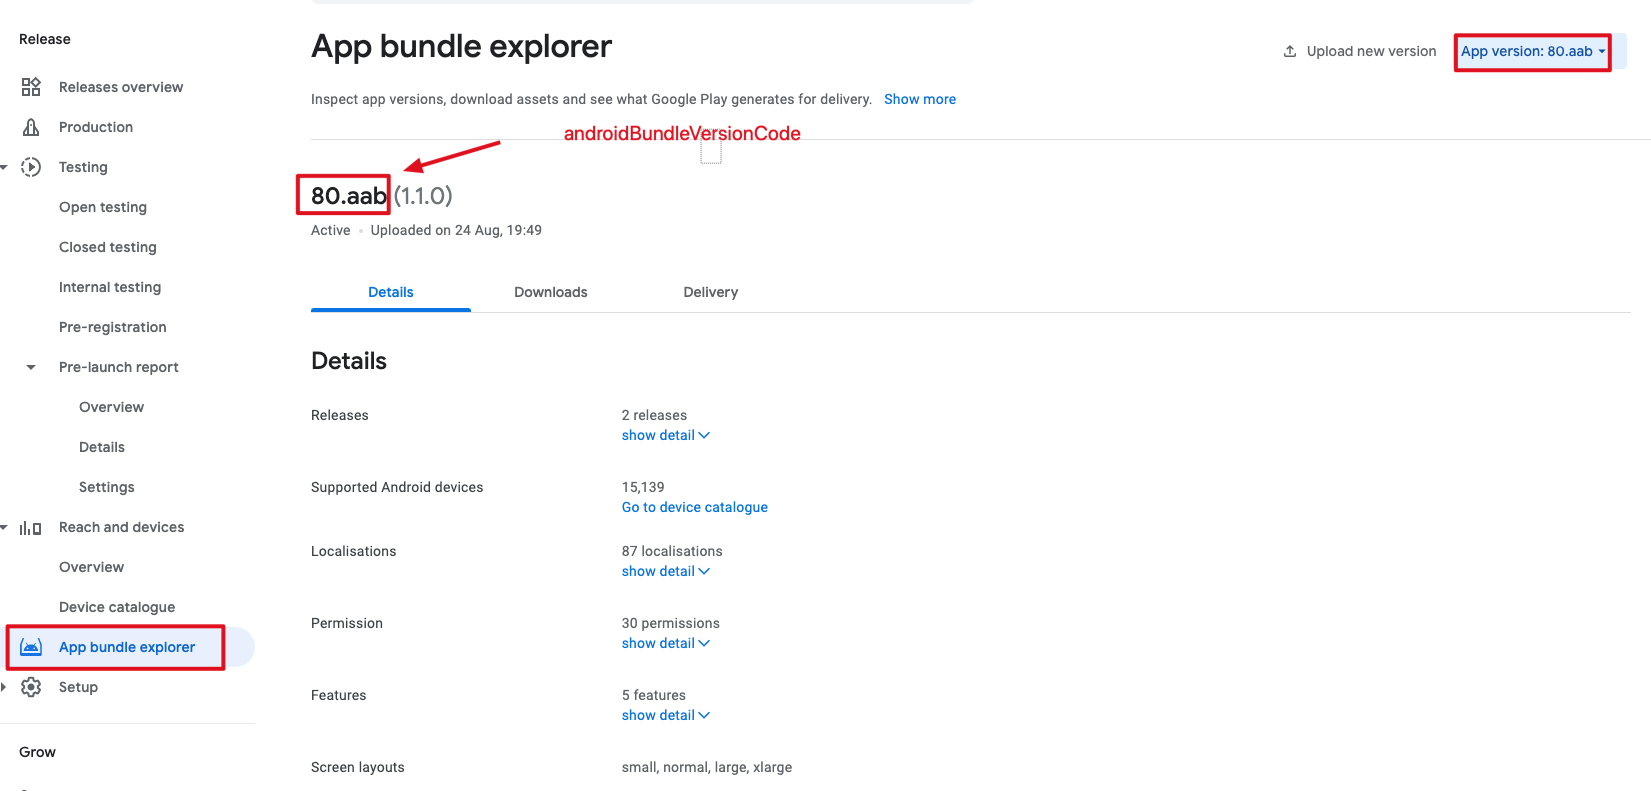 Release
Releases overview
Production
Testing
Open testing
Closed testing
Internal testing
Pre-registration
Pre-launch report
Overview
Details
Settings
Reach and devices
Overview
Device catalogue
App bundle explorer
Setup
Grow
App bundle explorer
Upload new version
App version: 80.aab
Inspect app versions, download assets and see what Google Play generates for delivery. Show more
androidBundleVersionCode
80.aab (1.1.0)
Active • Uploaded on 24 Aug, 19:49
Details Downloads Delivery
Details
Releases 2 releases
show detail
Supported Android devices 15,139
Go to device catalogue
Localisations 87 localisations
show detail
Permission 30 permissions
show detail
Features 5 features
show detail
Screen layouts small, normal, large, xlarge